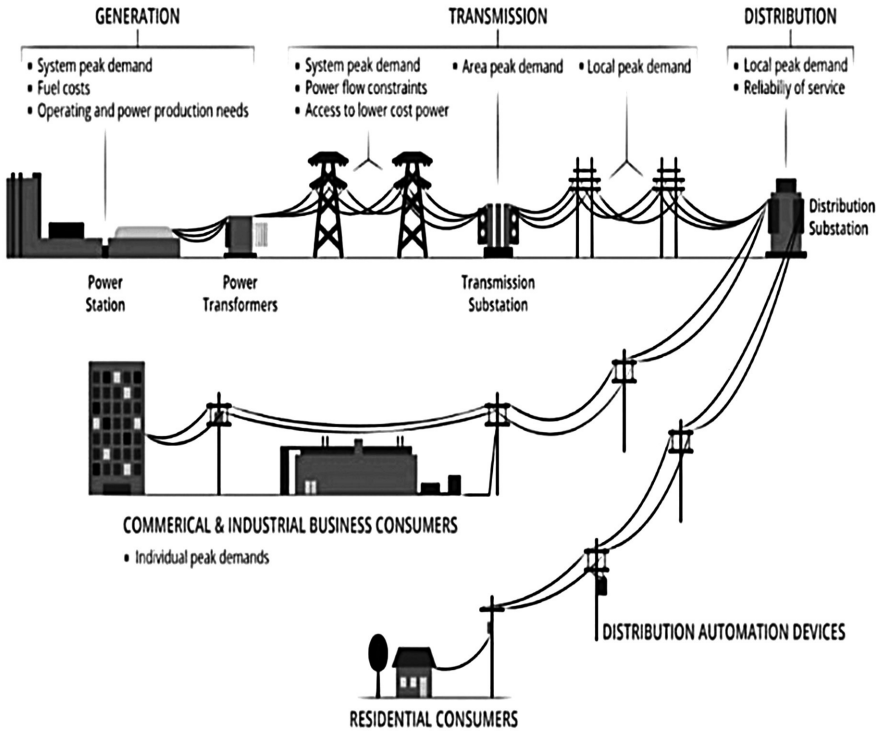 GENERATION
• System peak demand
• Fuel costs
• Operating and power production needs
TRANSMISSION
• System peak demand
• Power flow constraints
• Access to lower cost power
• Area peak demand
• Local peak demand
DISTRIBUTION
• Local peak demand
• Reliabiliy of service
Power
Station
Power
Transformers
Transmission
Substation
Distribution
Substation
COMMERICAL & INDUSTRIAL BUSINESS CONSUMERS
• Individual peak demands
DISTRIBUTION AUTOMATION DEVICES
RESIDENTIAL CONSUMERS